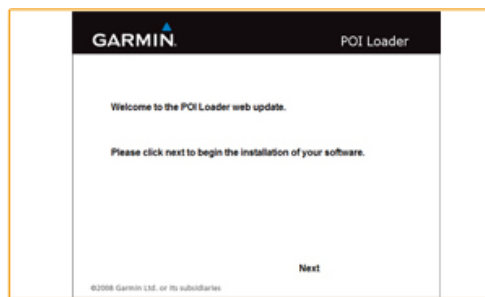 GARMIN.
POI Loader
Welcome to the POI Loader web update.
Please click next to begin the installation of your software.
Next
©2008 Garmin Ltd. or its subsidiaries